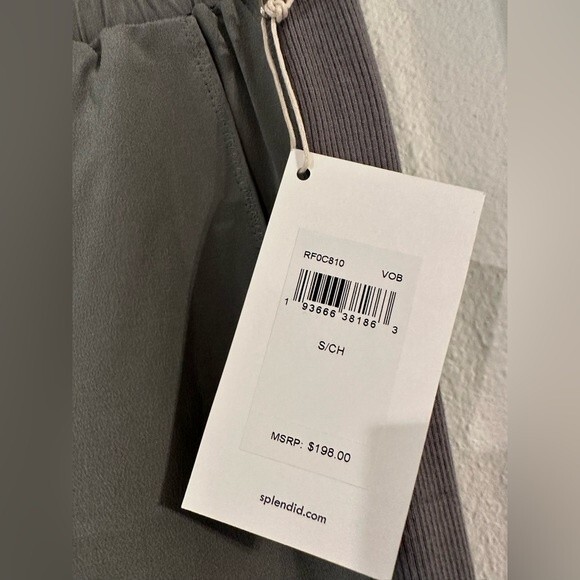 RF0C810 VOB
1 93666 38186 3
S/CH
MSRP: $198.00
splendid.com